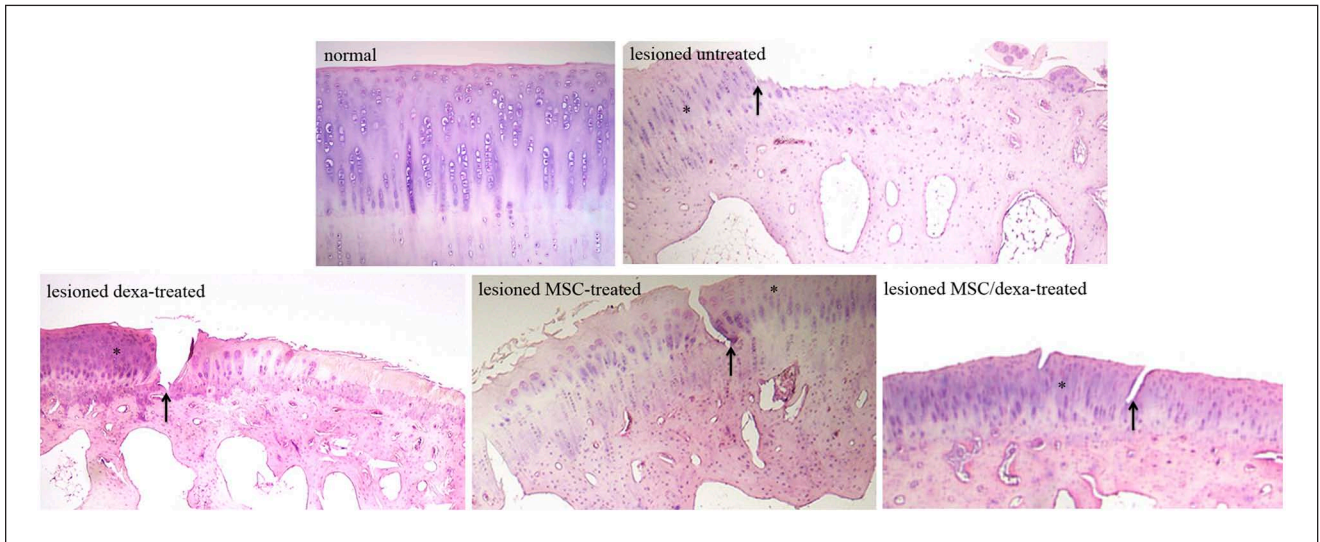 normal
lesioned untreated
*
lesioned dexa-treated
*
lesioned MSC-treated
*
lesioned MSC/dexa-treated
*